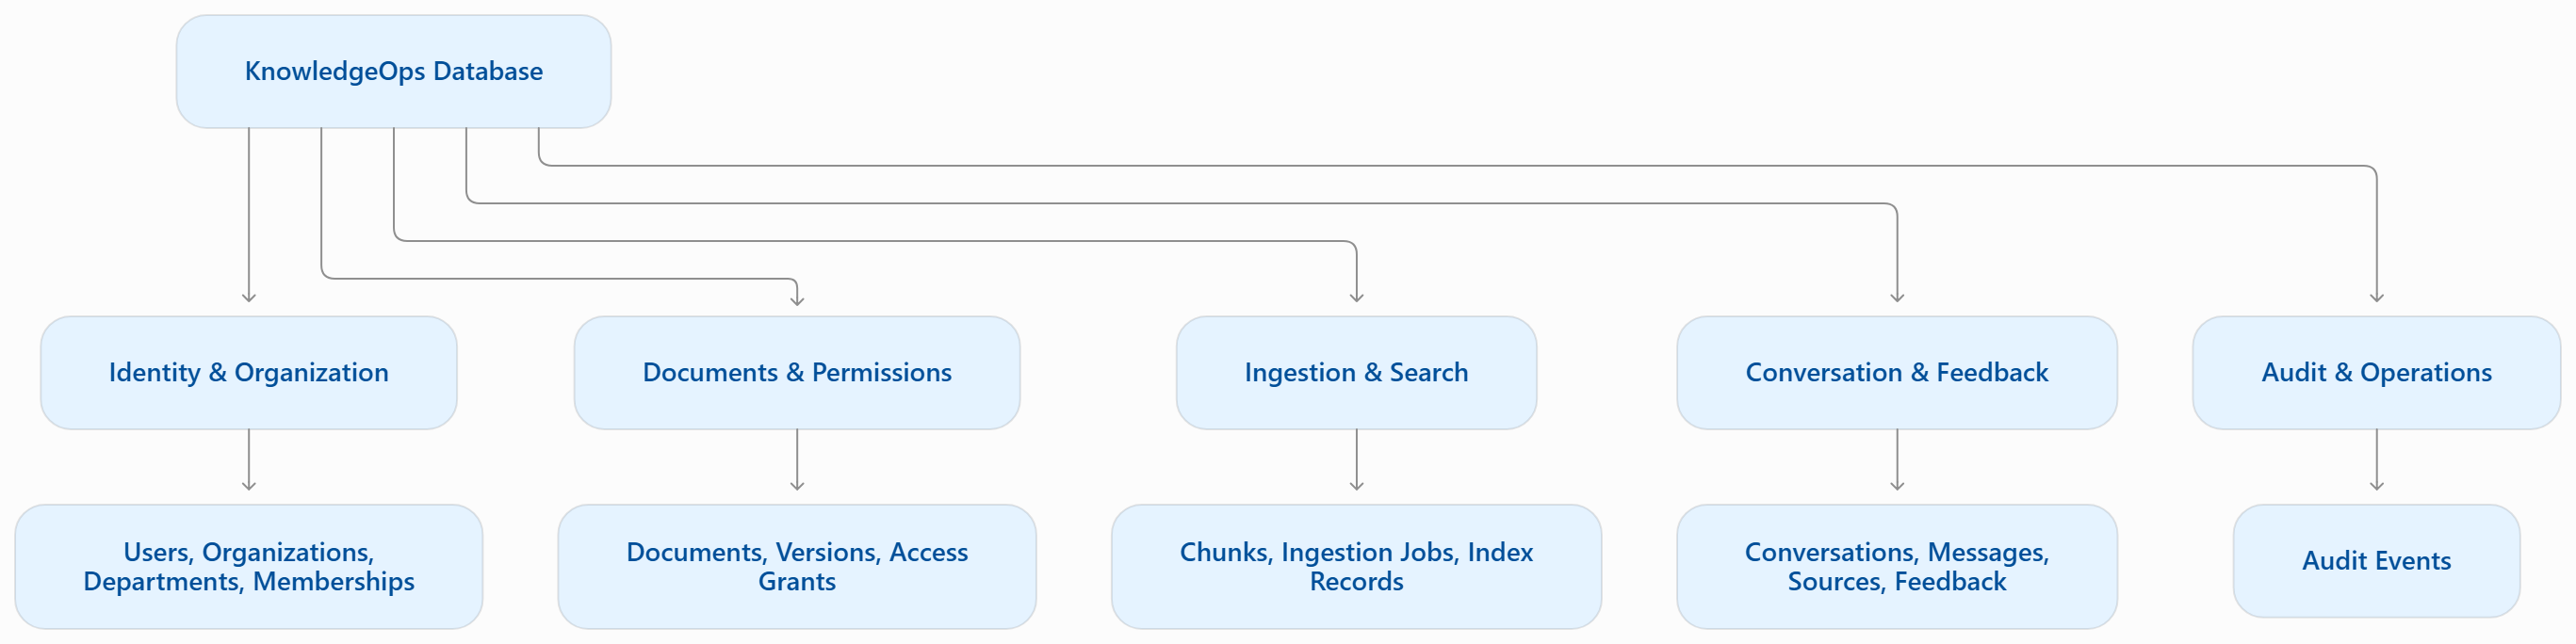 KnowledgeOps Database
Identity & Organization
Documents & Permissions
Ingestion & Search
Conversation & Feedback
Audit & Operations
Users, Organizations,
Departments, Memberships
Documents, Versions, Access
Grants
Chunks, Ingestion Jobs, Index
Records
Conversations, Messages,
Sources, Feedback
Audit Events